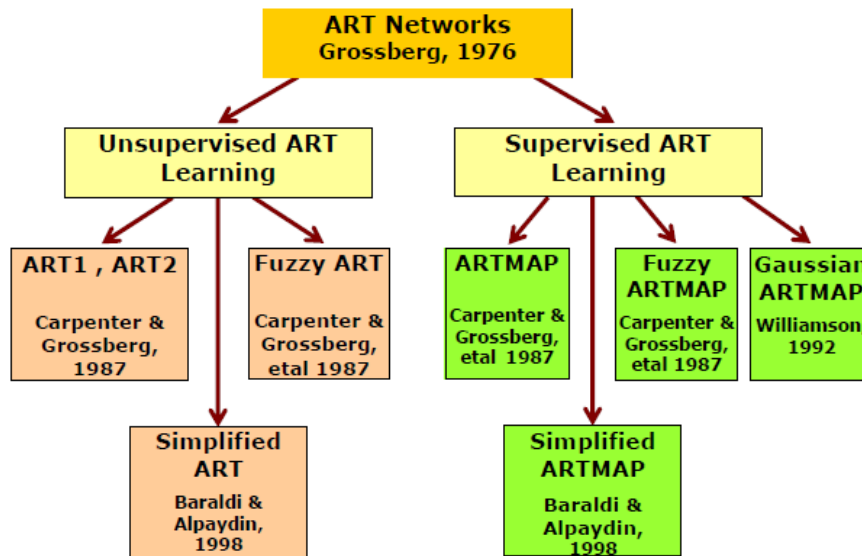 ART Networks
Grossberg, 1976
Unsupervised ART
Learning
Supervised ART
Learning
ART1 , ART2
Carpenter &
Grossberg,
1987
Fuzzy ART
Carpenter &
Grossberg,
etal 1987
ARTMAP
Carpenter &
Grossberg,
etal 1987
Fuzzy
ARTMAP
Carpenter &
Grossberg,
etal 1987
Gaussian
ARTMAP
Williamson,
1992
Simplified
ART
Baraldi &
Alpaydin,
1998
Simplified
ARTMAP
Baraldi &
Alpaydin,
1998